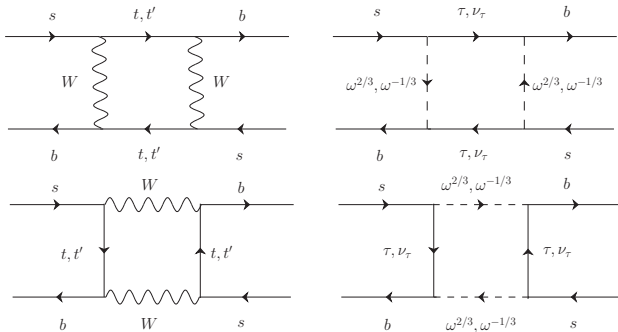 s t, t′ b
W W
b t, t′ s
s τ, ν_τ b
ω^{2/3}, ω^{−1/3} ω^{2/3}, ω^{−1/3}
b τ, ν_τ s
s W b
t, t′ t, t′
b W s
s ω^{2/3}, ω^{−1/3} b
τ, ν_τ τ, ν_τ
b ω^{2/3}, ω^{−1/3} s